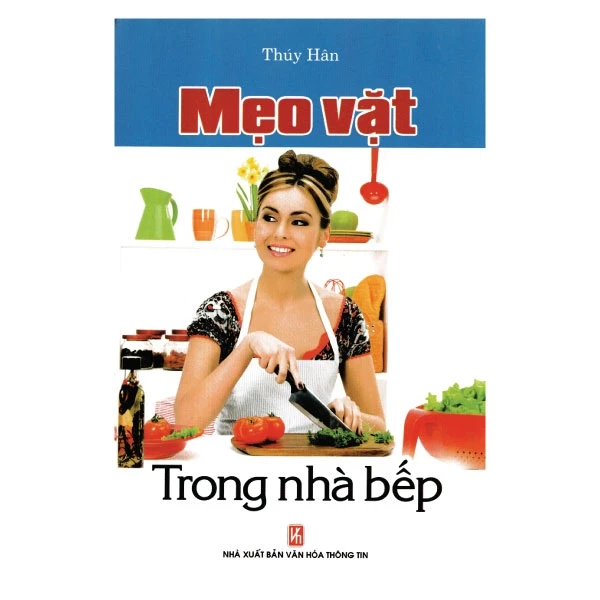 Thúy Hân
Mẹo vặt
Trong nhà bếp
NHÀ XUẤT BẢN VĂN HÓA THÔNG TIN